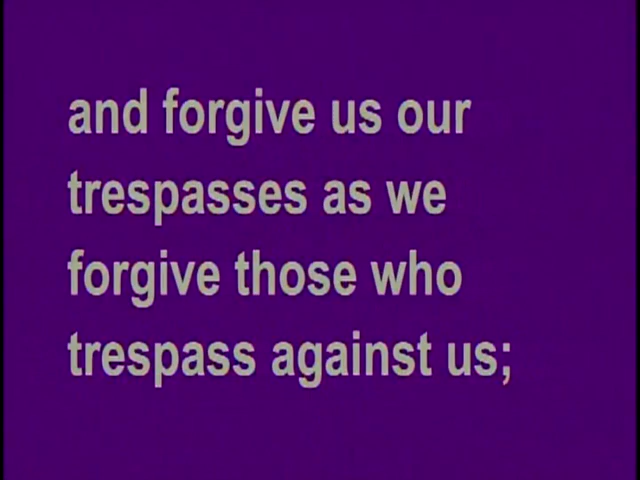 and forgive us our
trespasses as we
forgive those who
trespass against us;